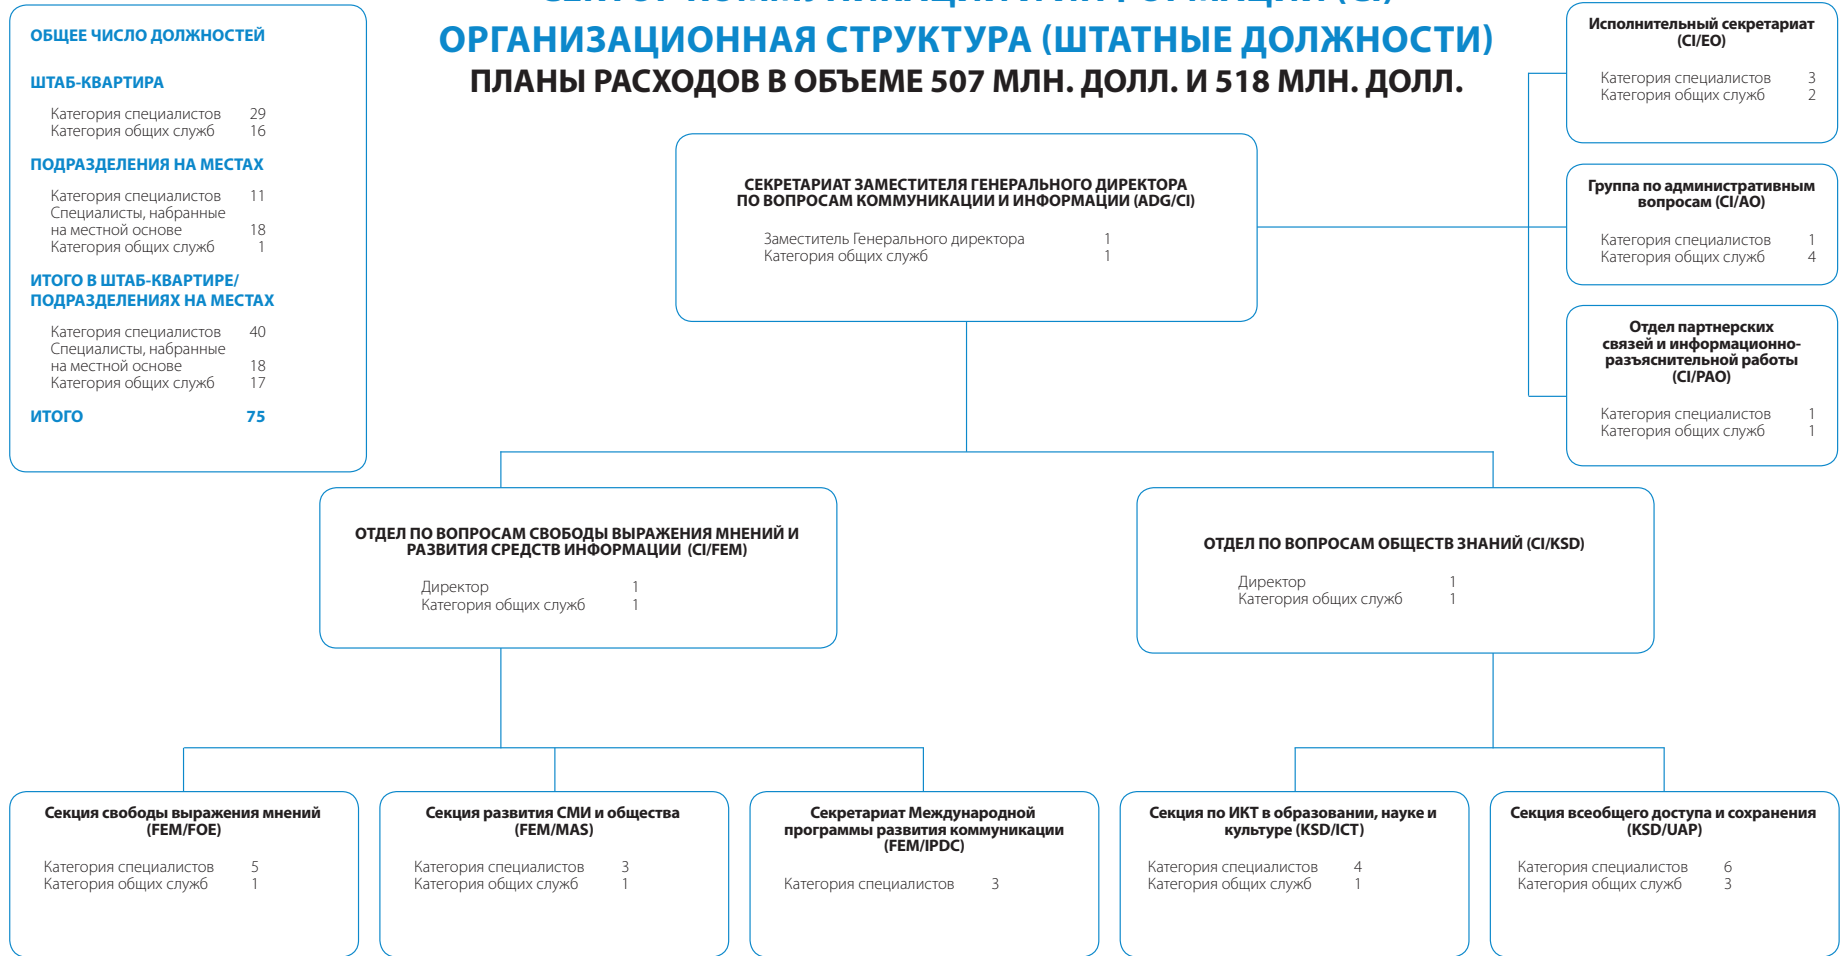 СЕКТОР КОММУНИКАЦИИ И ИНФОРМАЦИИ (CI)
ОРГАНИЗАЦИОННАЯ СТРУКТУРА (ШТАТНЫЕ ДОЛЖНОСТИ)
ПЛАНЫ РАСХОДОВ В ОБЪЕМЕ 507 МЛН. ДОЛЛ. И 518 МЛН. ДОЛЛ.
ОБЩЕЕ ЧИСЛО ДОЛЖНОСТЕЙ
ШТАБ-КВАРТИРА
Категория специалистов 29
Категория общих служб 16
ПОДРАЗДЕЛЕНИЯ НА МЕСТАХ
Категория специалистов 11
Специалисты, набранные
на местной основе 18
Категория общих служб 1
ИТОГО В ШТАБ-КВАРТИРЕ/
ПОДРАЗДЕЛЕНИЯХ НА МЕСТАХ
Категория специалистов 40
Специалисты, набранные
на местной основе 18
Категория общих служб 17
ИТОГО 75
СЕКРЕТАРИАТ ЗАМЕСТИТЕЛЯ ГЕНЕРАЛЬНОГО ДИРЕКТОРА
ПО ВОПРОСАМ КОММУНИКАЦИИ И ИНФОРМАЦИИ (ADG/CI)
Заместитель Генерального директора 1
Категория общих служб 1
Исполнительный секретариат
(CI/EO)
Категория специалистов 3
Категория общих служб 2
Группа по административным
вопросам (CI/AO)
Категория специалистов 1
Категория общих служб 4
Отдел партнерских
связей и информационно-
разъяснительной работы
(CI/PAO)
Категория специалистов 1
Категория общих служб 1
ОТДЕЛ ПО ВОПРОСАМ СВОБОДЫ ВЫРАЖЕНИЯ МНЕНИЙ И
РАЗВИТИЯ СРЕДСТВ ИНФОРМАЦИИ (CI/FEM)
Директор 1
Категория общих служб 1
ОТДЕЛ ПО ВОПРОСАМ ОБЩЕСТВ ЗНАНИЙ (CI/KSD)
Директор 1
Категория общих служб 1
Секция свободы выражения мнений
(FEM/FOE)
Категория специалистов 5
Категория общих служб 1
Секция развития СМИ и общества
(FEM/MAS)
Категория специалистов 3
Категория общих служб 1
Секретариат Международной
программы развития коммуникации
(FEM/IPDC)
Категория специалистов 3
Секция по ИКТ в образовании, науке и
культуре (KSD/ICT)
Категория специалистов 4
Категория общих служб 1
Секция всеобщего доступа и сохранения
(KSD/UAP)
Категория специалистов 6
Категория общих служб 3